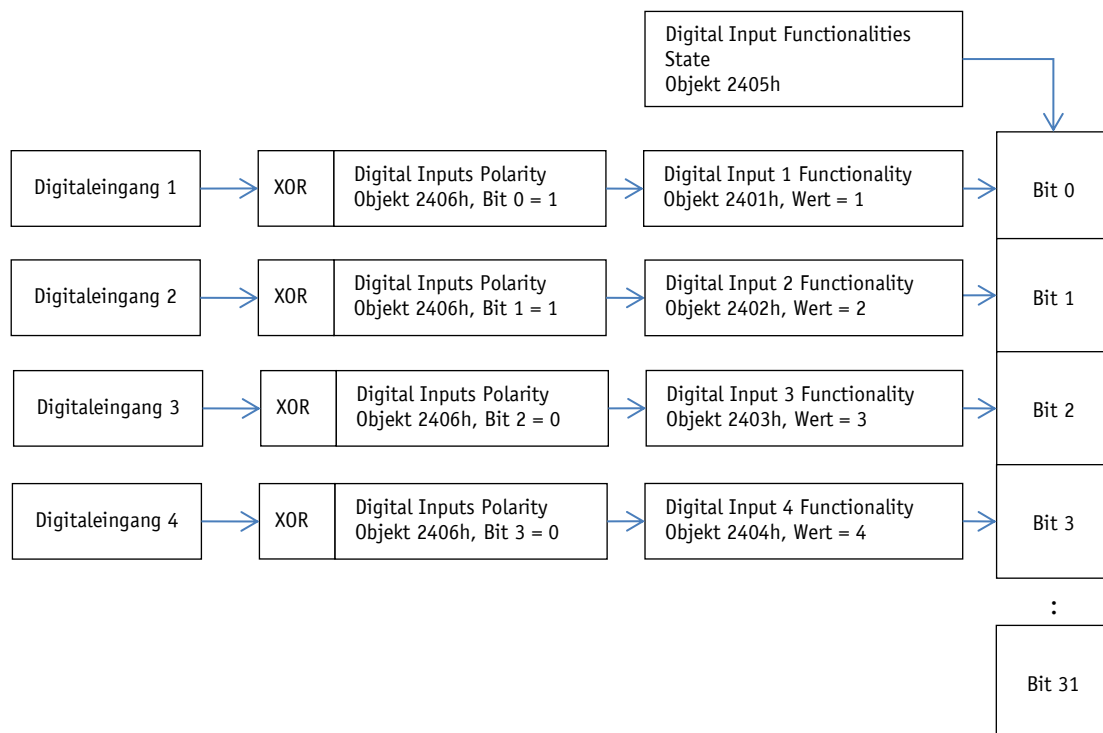 Digital Input Functionalities
State
Objekt 2405h
Digitaleingang 1
XOR
Digital Inputs Polarity
Objekt 2406h, Bit 0 = 1
Digital Input 1 Functionality
Objekt 2401h, Wert = 1
Bit 0
Digitaleingang 2
XOR
Digital Inputs Polarity
Objekt 2406h, Bit 1 = 1
Digital Input 2 Functionality
Objekt 2402h, Wert = 2
Bit 1
Digitaleingang 3
XOR
Digital Inputs Polarity
Objekt 2406h, Bit 2 = 0
Digital Input 3 Functionality
Objekt 2403h, Wert = 3
Bit 2
Digitaleingang 4
XOR
Digital Inputs Polarity
Objekt 2406h, Bit 3 = 0
Digital Input 4 Functionality
Objekt 2404h, Wert = 4
Bit 3
:
Bit 31